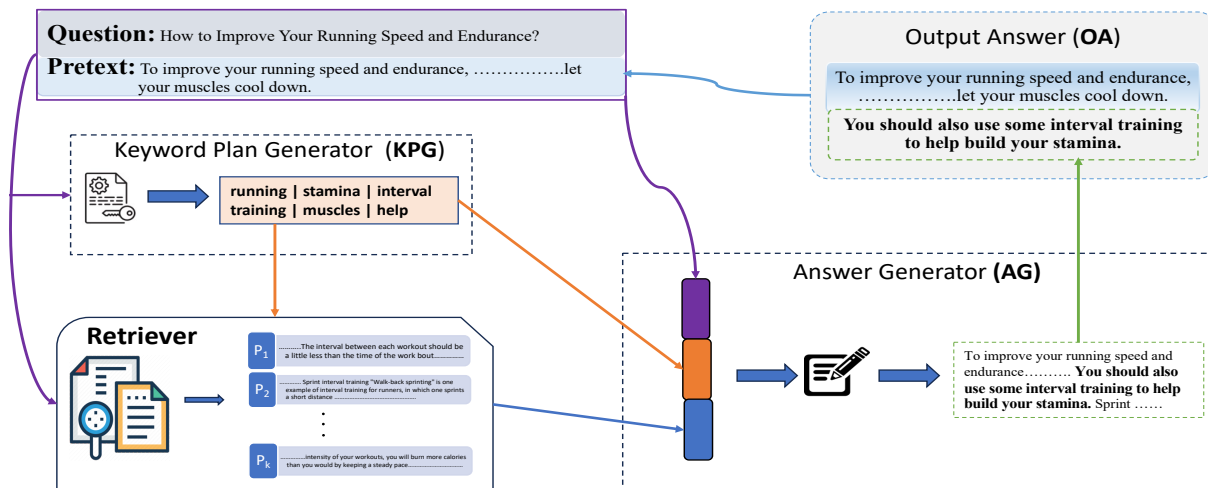 Question: How to Improve Your Running Speed and Endurance?
Pretext: To improve your running speed and endurance, …………….let
your muscles cool down.
Output Answer (OA)
To improve your running speed and endurance,
…………….let your muscles cool down.
You should also use some interval training
to help build your stamina.
Keyword Plan Generator (KPG)
running | stamina | interval
training | muscles | help
Retriever
P1
………..The interval between each workout should be
a little less than the time of the work bout…………..
P2
………… Sprint interval training "Walk-back sprinting" is one
example of interval training for runners, in which one sprints
a short distance …………………………………………
Pk
…………..intensity of your workouts, you will burn more calories
than you would by keeping a steady pace………………………
Answer Generator (AG)
To improve your running speed and
endurance……… You should also
use some interval training to help
build your stamina. Sprint ……